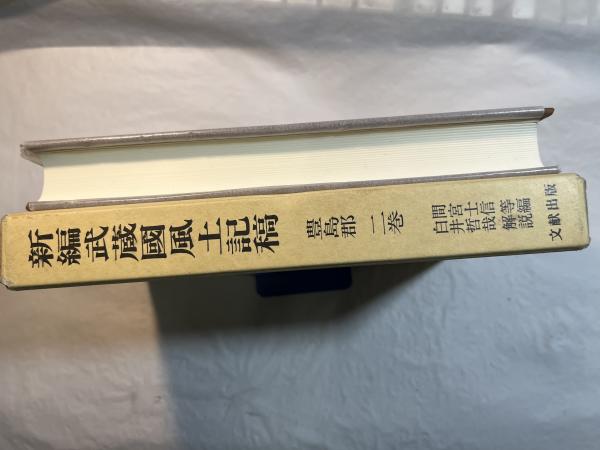 新編武蔵國風土記稿
豊島郡 二巻
間宮士信等編
白井哲哉解説
文献出版